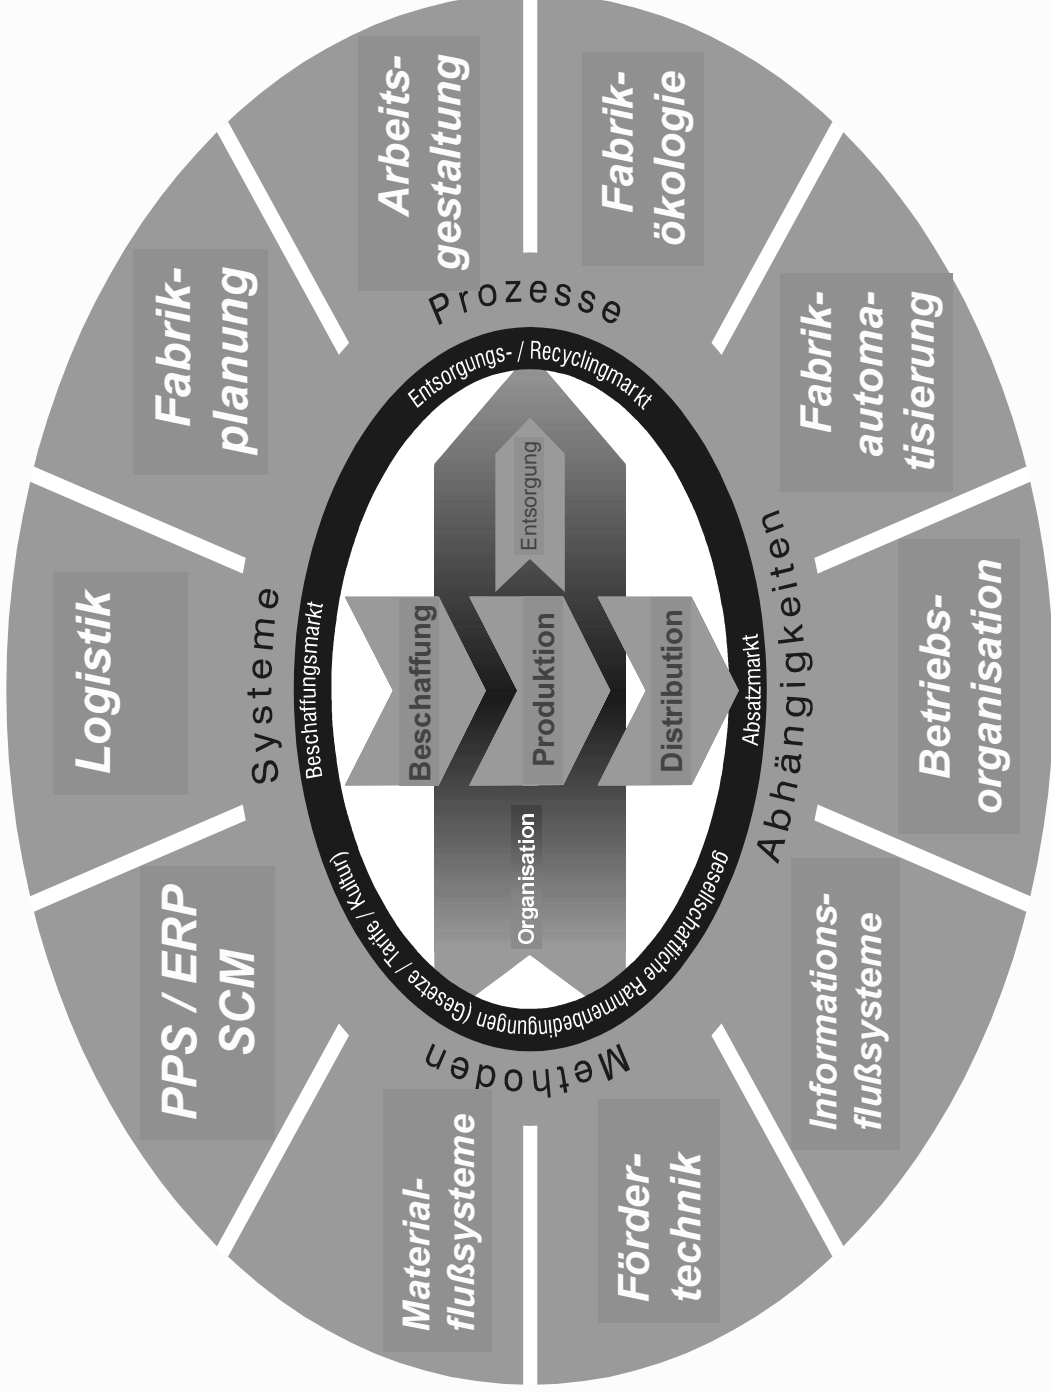 Logistik
Fabrik-
planung
Arbeits-
gestaltung
Fabrik-
ökologie
Fabrik-
automa-
tisierung
Betriebs-
organisation
Informations-
flußsysteme
Förder-
technik
Material-
flußsysteme
PPS / ERP
SCM
Systeme
Prozesse
Abhängigkeiten
Methoden
Beschaffungsmarkt
Entsorgungs- / Recyclingmarkt
Absatzmarkt
gesellschaftliche Rahmenbedingungen (Gesetze / Tarife / Kultur)
Beschaffung
Organisation
Produktion
Entsorgung
Distribution